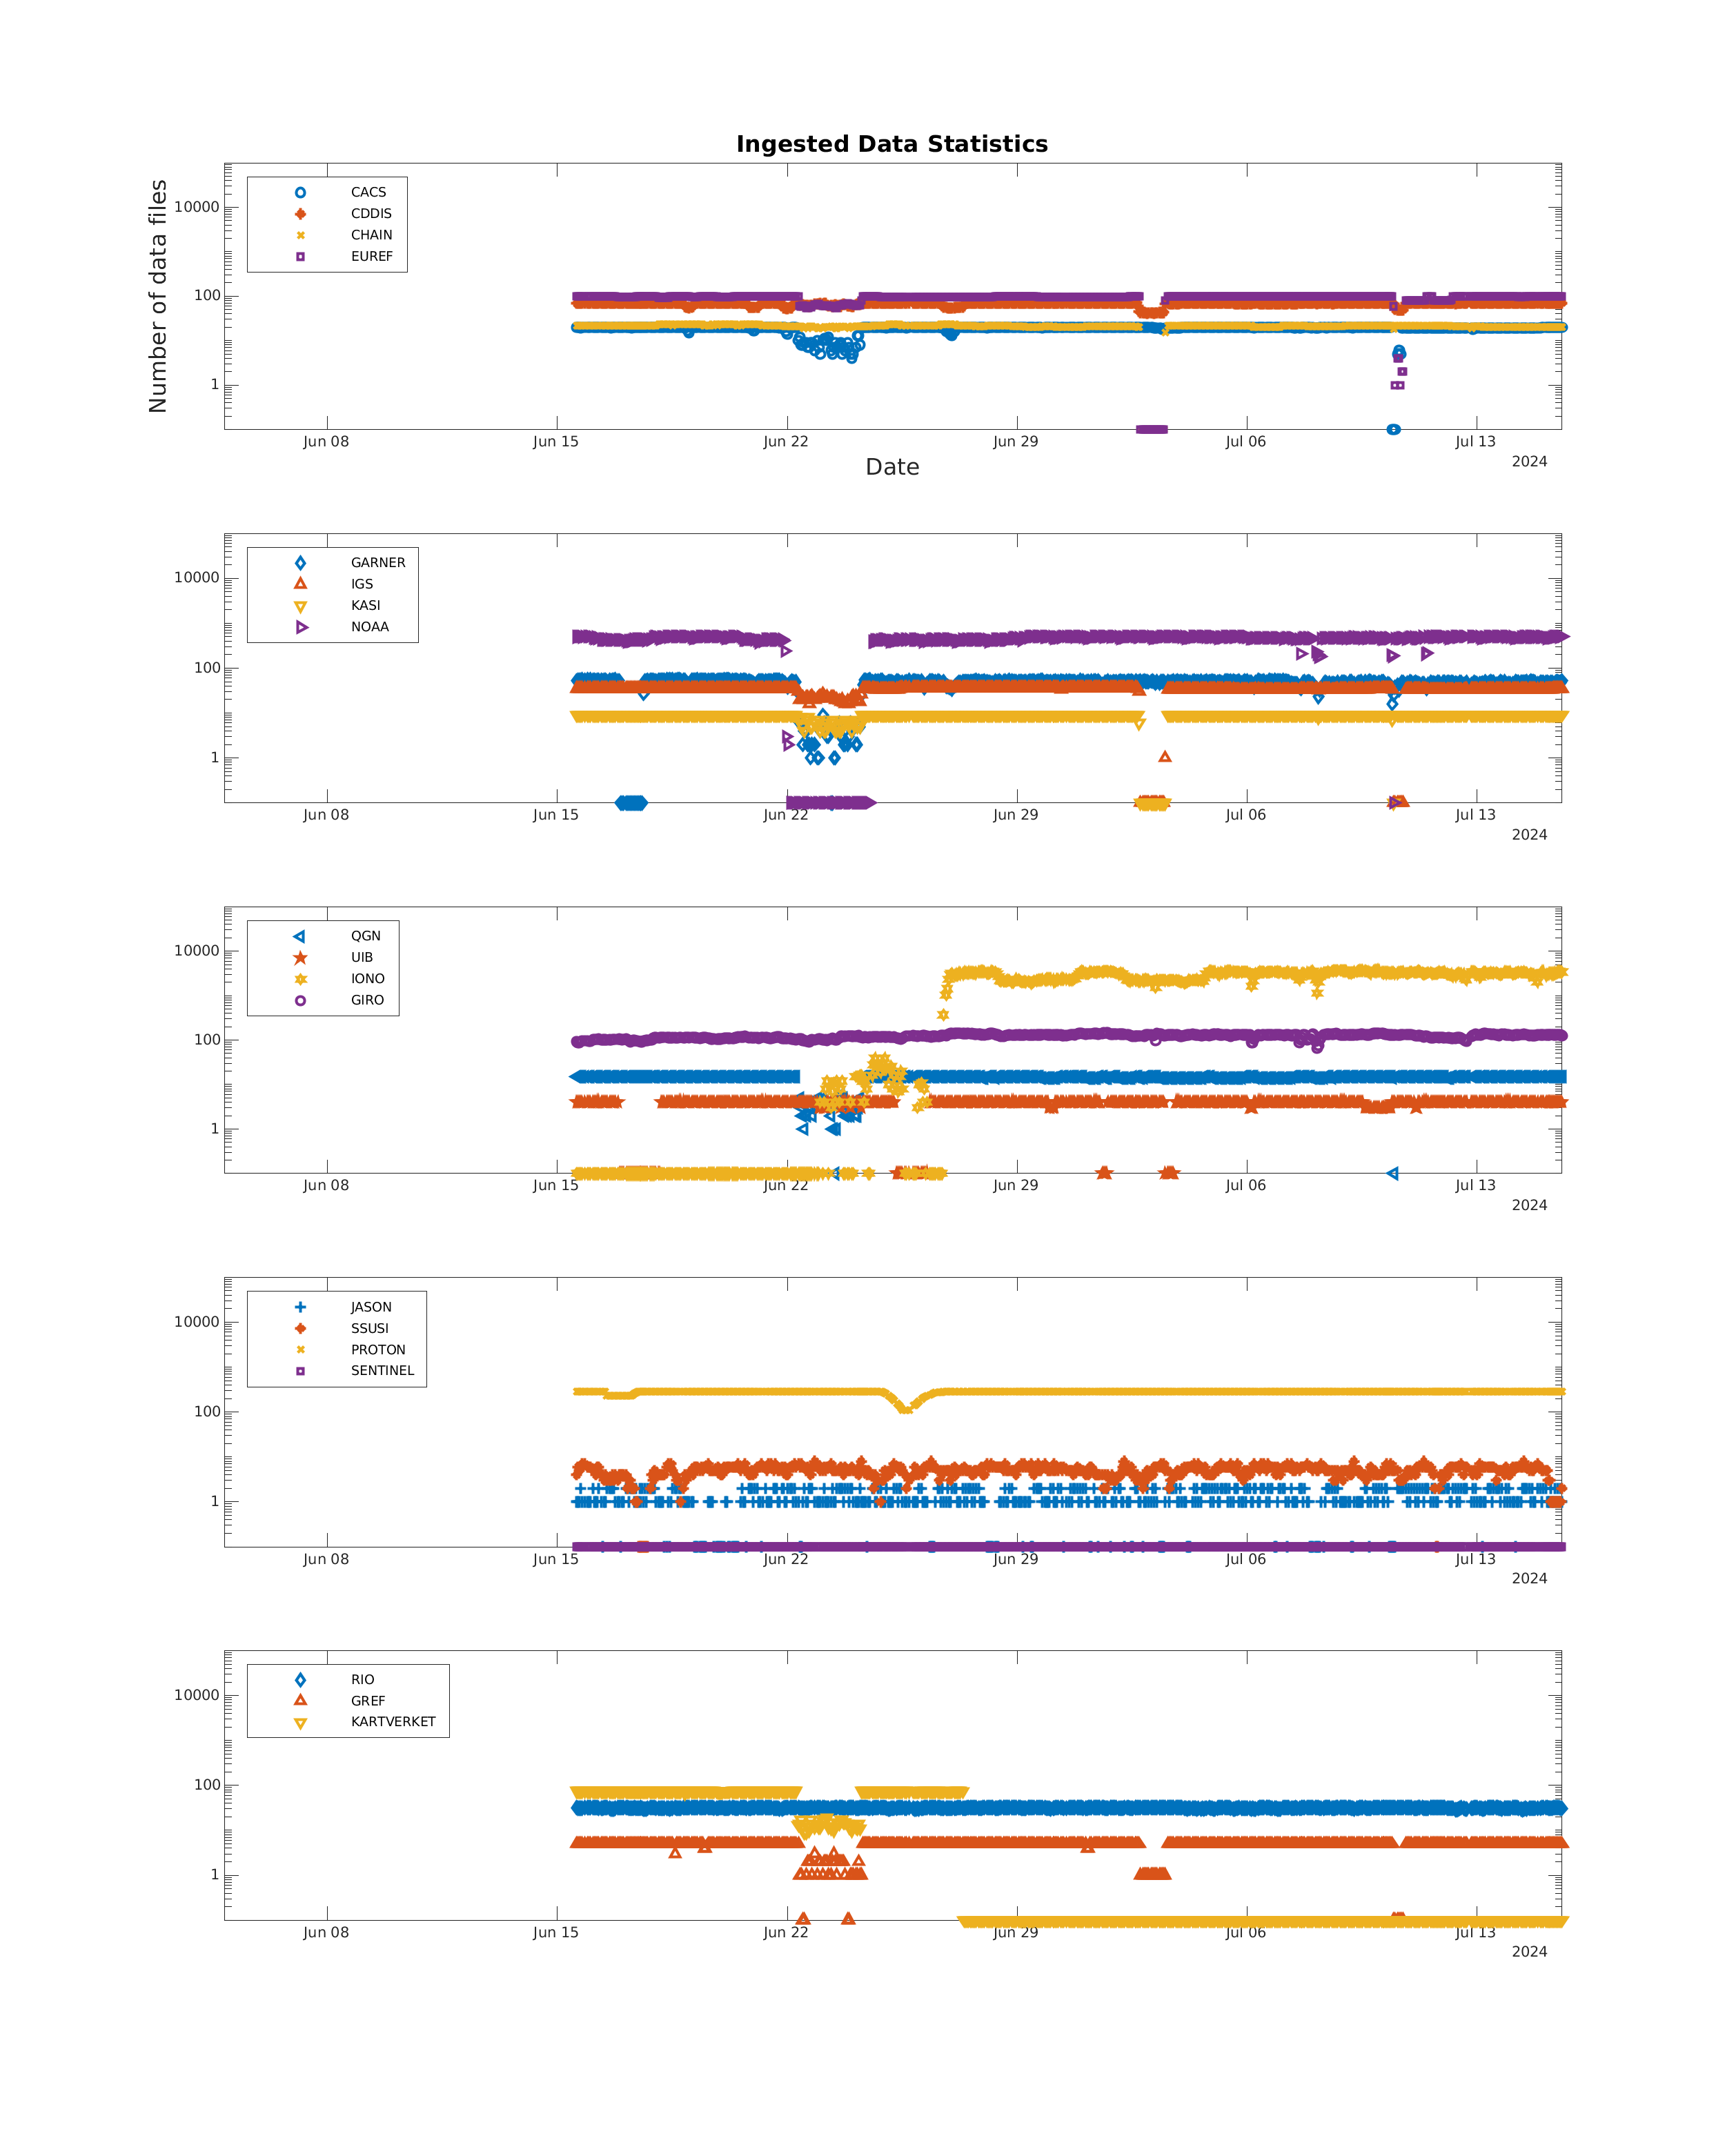 Ingested Data Statistics
Number of data files
CACS
CDDIS
CHAIN
EUREF
10000
100
1
Jun 08 Jun 15 Jun 22 Jun 29 Jul 06 Jul 13
2024
Date
GARNER
IGS
KASI
NOAA
10000
100
1
Jun 08 Jun 15 Jun 22 Jun 29 Jul 06 Jul 13
2024
QGN
UIB
IONO
GIRO
10000
100
1
Jun 08 Jun 15 Jun 22 Jun 29 Jul 06 Jul 13
2024
JASON
SSUSI
PROTON
SENTINEL
10000
100
1
Jun 08 Jun 15 Jun 22 Jun 29 Jul 06 Jul 13
2024
RIO
GREF
KARTVERKET
10000
100
1
Jun 08 Jun 15 Jun 22 Jun 29 Jul 06 Jul 13
2024